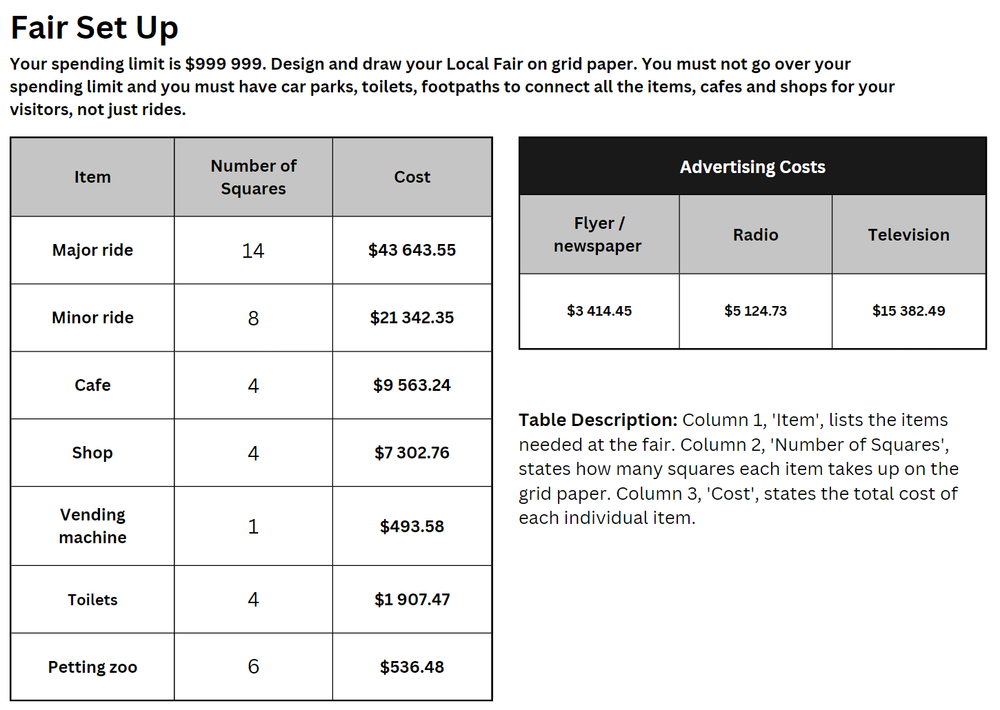 Fair Set Up
Your spending limit is $999 999. Design and draw your Local Fair on grid paper. You must not go over your
spending limit and you must have car parks, toilets, footpaths to connect all the items, cafes and shops for your
visitors, not just rides.
Item
Number of
Squares
Cost
Major ride
14
$43 643.55
Minor ride
8
$21 342.35
Cafe
4
$9 563.24
Shop
4
$7 302.76
Vending
machine
1
$493.58
Toilets
4
$1 907.47
Petting zoo
6
$536.48
Advertising Costs
Flyer /
newspaper
Radio
Television
$3 414.45
$5 124.73
$15 382.49
Table Description: Column 1, 'Item', lists the items
needed at the fair. Column 2, 'Number of Squares',
states how many squares each item takes up on the
grid paper. Column 3, 'Cost', states the total cost of
each individual item.